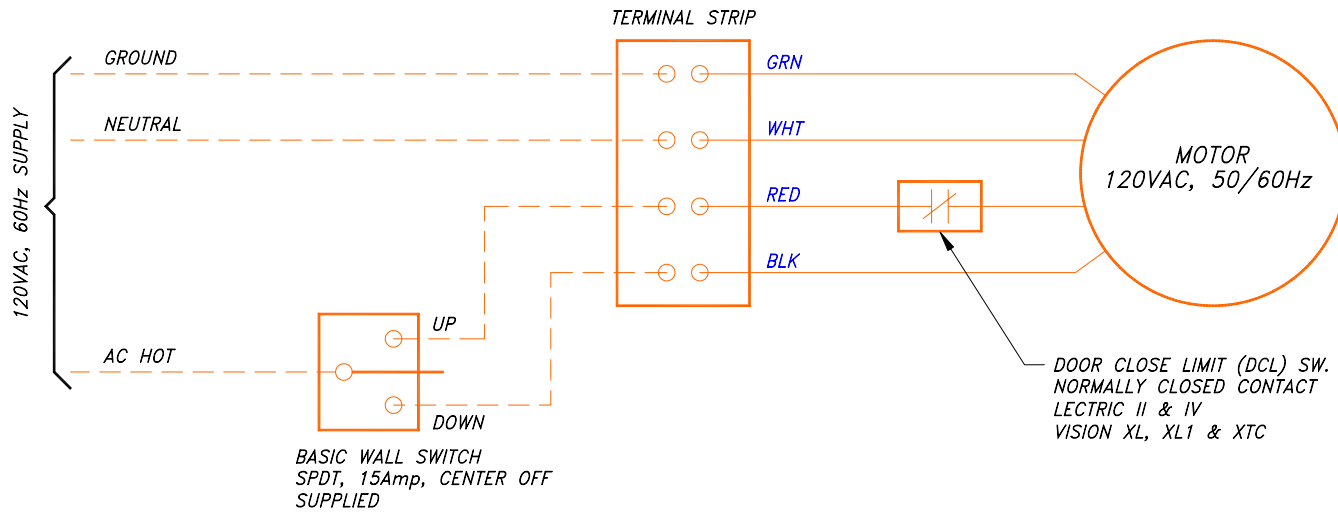 TERMINAL STRIP
GROUND
GRN
NEUTRAL
WHT
120VAC, 60Hz SUPPLY
MOTOR
120VAC, 50/60Hz
RED
BLK
UP
AC HOT
DOWN
DOOR CLOSE LIMIT (DCL) SW.
NORMALLY CLOSED CONTACT
LECTRIC II & IV
VISION XL, XL1 & XTC
BASIC WALL SWITCH
SPDT, 15Amp, CENTER OFF
SUPPLIED